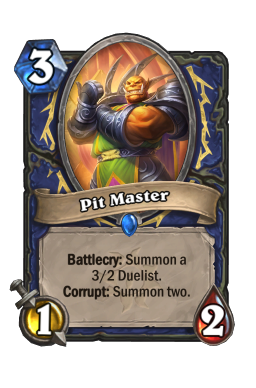 3
Pit Master
Battlecry: Summon a
3/2 Duelist.
Corrupt: Summon two.
1
2